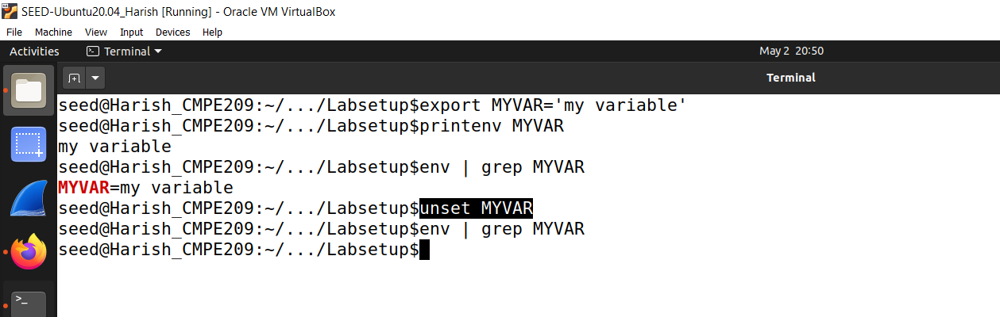 SEED-Ubuntu20.04_Harish [Running] - Oracle VM VirtualBox
File Machine View Input Devices Help
Activities Terminal May 2 20:50
Terminal
seed@Harish_CMPE209:~/.../Labsetup$export MYVAR='my variable'
seed@Harish_CMPE209:~/.../Labsetup$printenv MYVAR
my variable
seed@Harish_CMPE209:~/.../Labsetup$env | grep MYVAR
MYVAR=my variable
seed@Harish_CMPE209:~/.../Labsetup$unset MYVAR
seed@Harish_CMPE209:~/.../Labsetup$env | grep MYVAR
seed@Harish_CMPE209:~/.../Labsetup$
>_